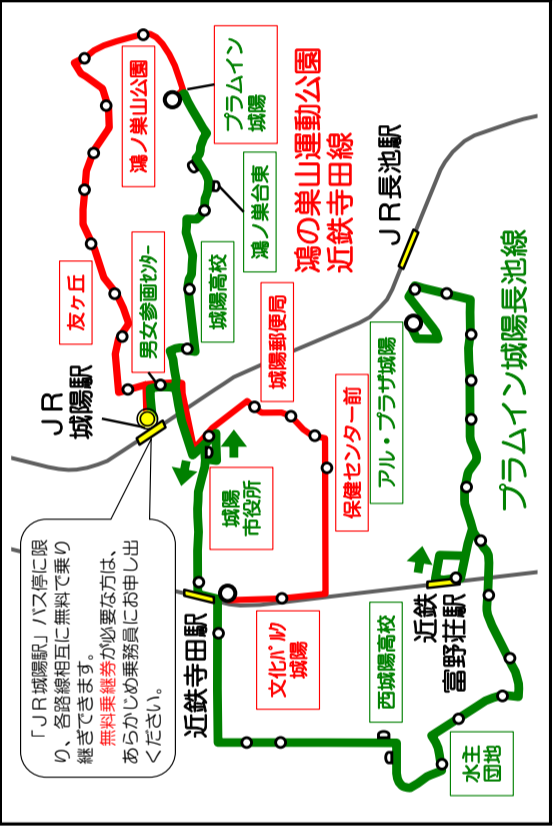 「ＪＲ城陽駅」バス停に限
り、各路線相互に無料で乗り
継ぎできます。
無料乗継券が必要な方は、
あらかじめ乗務員にお申し出
ください。
ＪＲ
城陽駅
友ヶ丘
鴻ノ巣山公園
男女参画ｾﾝﾀｰ
プラムイン
城陽
鴻ノ巣台東
城陽高校
鴻の巣山運動公園
近鉄寺田線
城陽郵便局
ＪＲ長池駅
城陽
市役所
保健センター前
アル・プラザ城陽
近鉄寺田駅
文化ﾊﾟﾙｸ
城陽
西城陽高校
近鉄
富野荘駅
水主
団地
プラムイン城陽長池線